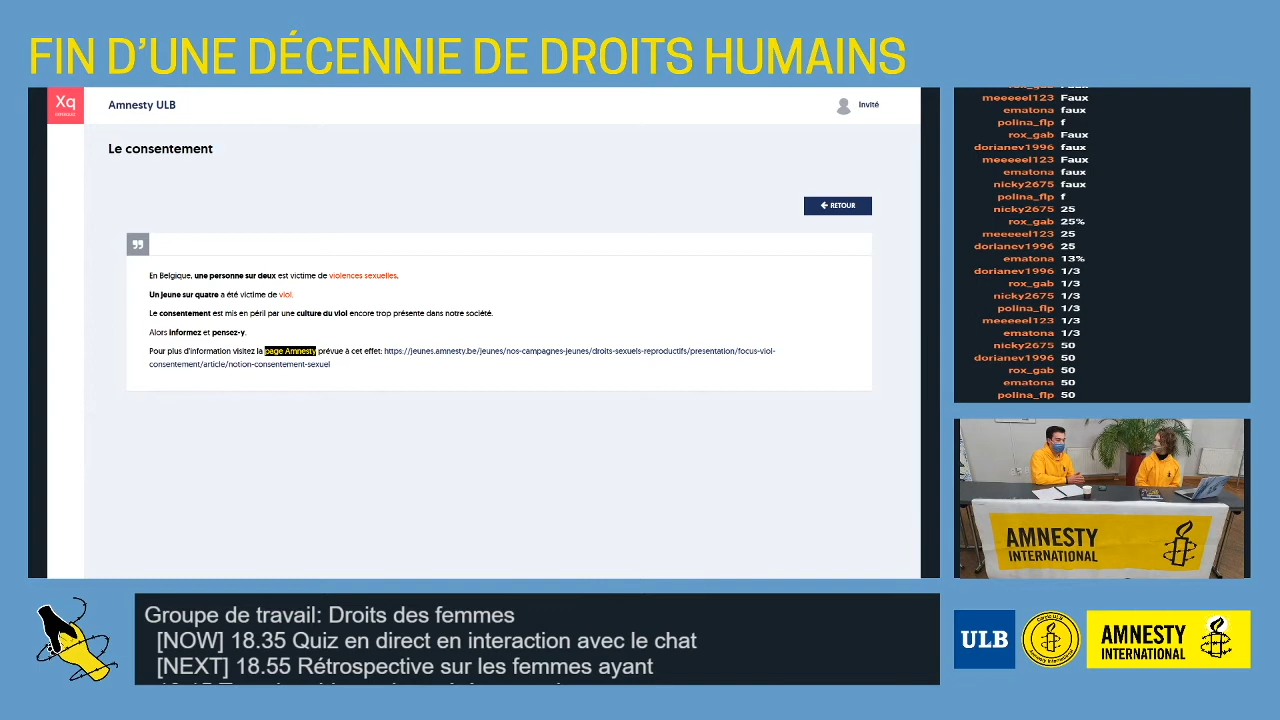 FIN D'UNE DÉCENNIE DE DROITS HUMAINS
Xq
Amnesty ULB
Invité
Le consentement
RETOUR
En Belgique, une personne sur deux est victime de violences sexuelles.
Un jeune sur quatre a été victime de viol.
Le consentement est mis en péril par une culture du viol encore trop présente dans notre société.
Alors informez et pensez-y.
Pour plus d'information visitez la page Amnesty prévue à cet effet: https://jeunes.amnesty.be/jeunes/nos-campagnes-jeunes/droits-sexuels-reproductifs/presentation/focus-viol-
consentement/article/notion-consentement-sexuel
rox_gab Faux
meeeeel123 Faux
ematona faux
polina_flp f
rox_gab Faux
dorianev1996 faux
meeeeel123 Faux
ematona faux
nicky2675 faux
polina_flp f
nicky2675 25
rox_gab 25%
meeeeel123 25
dorianev1996 25
ematona 13%
dorianev1996 1/3
rox_gab 1/3
nicky2675 1/3
polina_flp 1/3
meeeeel123 1/3
ematona 1/3
nicky2675 50
dorianev1996 50
rox_gab 50
ematona 50
polina_flp 50
AMNESTY
INTERNATIONAL
Groupe de travail: Droits des femmes
[NOW] 18.35 Quiz en direct en interaction avec le chat
[NEXT] 18.55 Rétrospective sur les femmes ayant
ULB
AMNESTY
INTERNATIONAL